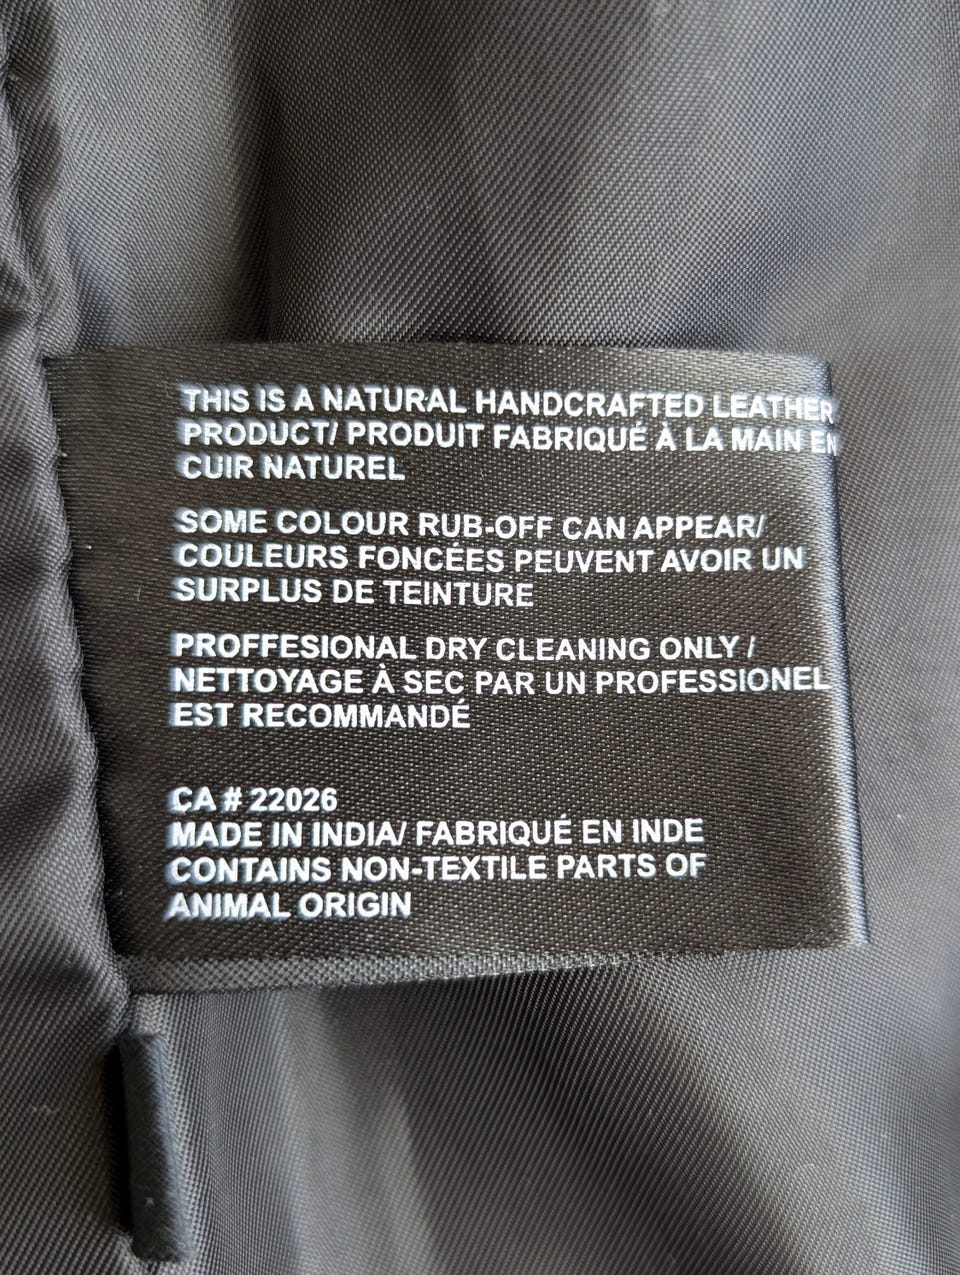 THIS IS A NATURAL HANDCRAFTED LEATHER
PRODUCT/ PRODUIT FABRIQUÉ À LA MAIN EN
CUIR NATUREL
SOME COLOUR RUB-OFF CAN APPEAR/
COULEURS FONCÉES PEUVENT AVOIR UN
SURPLUS DE TEINTURE
PROFFESIONAL DRY CLEANING ONLY /
NETTOYAGE À SEC PAR UN PROFESSIONEL
EST RECOMMANDÉ
CA # 22026
MADE IN INDIA/ FABRIQUÉ EN INDE
CONTAINS NON-TEXTILE PARTS OF
ANIMAL ORIGIN